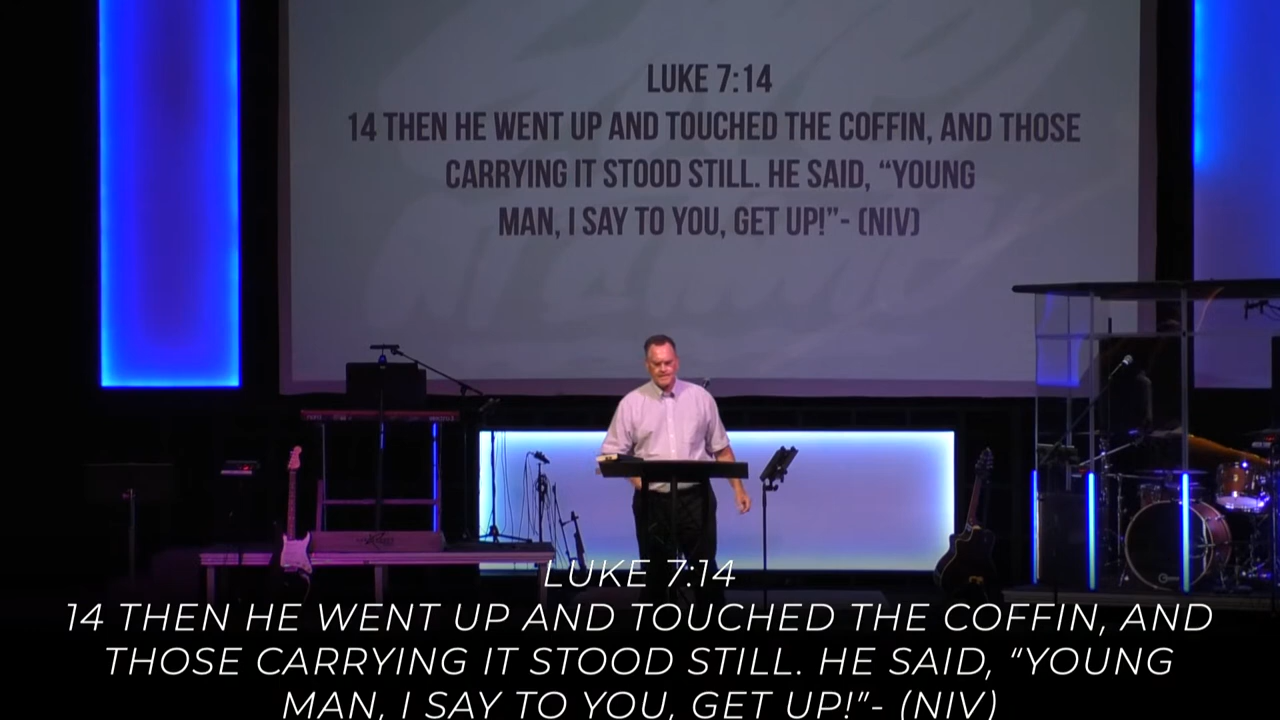 LUKE 7:14
14 THEN HE WENT UP AND TOUCHED THE COFFIN, AND THOSE
CARRYING IT STOOD STILL. HE SAID, “YOUNG
MAN, I SAY TO YOU, GET UP!”- (NIV)
LUKE 7:14
14 THEN HE WENT UP AND TOUCHED THE COFFIN, AND
THOSE CARRYING IT STOOD STILL. HE SAID, “YOUNG
MAN, I SAY TO YOU, GET UP!”- (NIV)